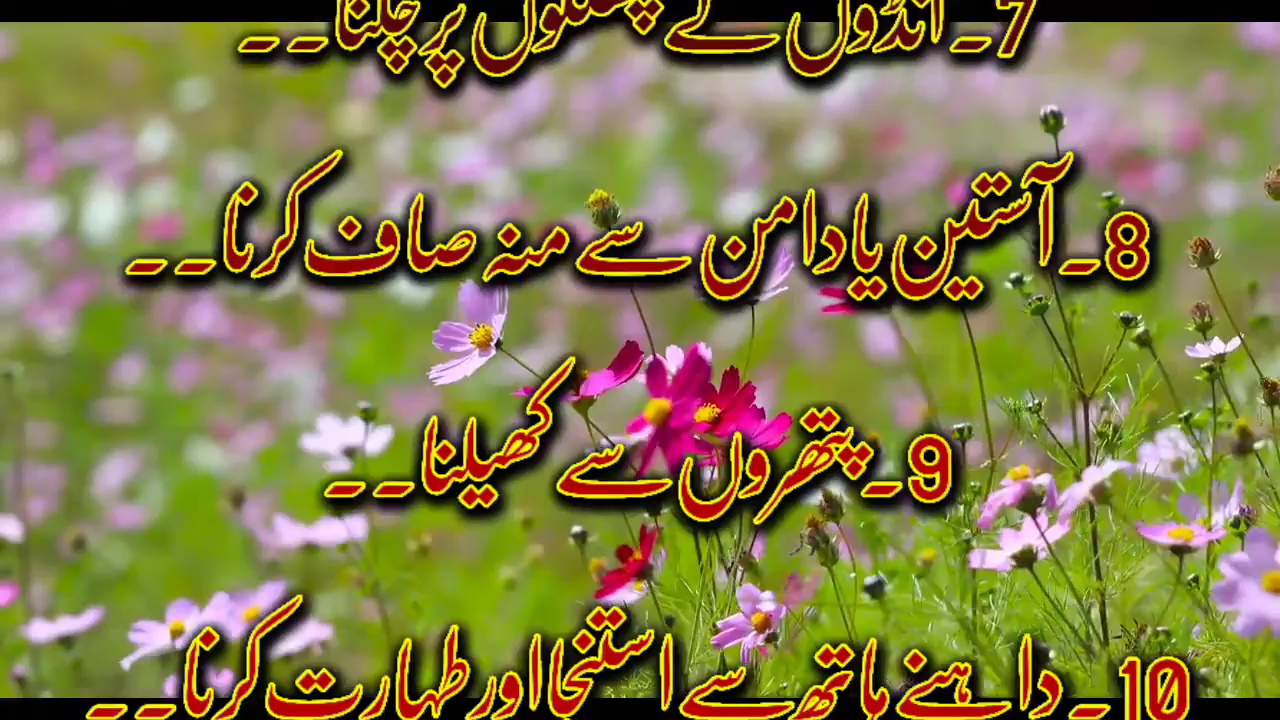 7۔انڈوں کے چھلکوں پر چلنا۔۔
8۔آستین یا دامن سے منہ صاف کرنا۔۔
9۔پتھروں سے کھیلنا۔۔
10۔داہنے ہاتھ سے استنجا اور طہارت کرنا۔۔